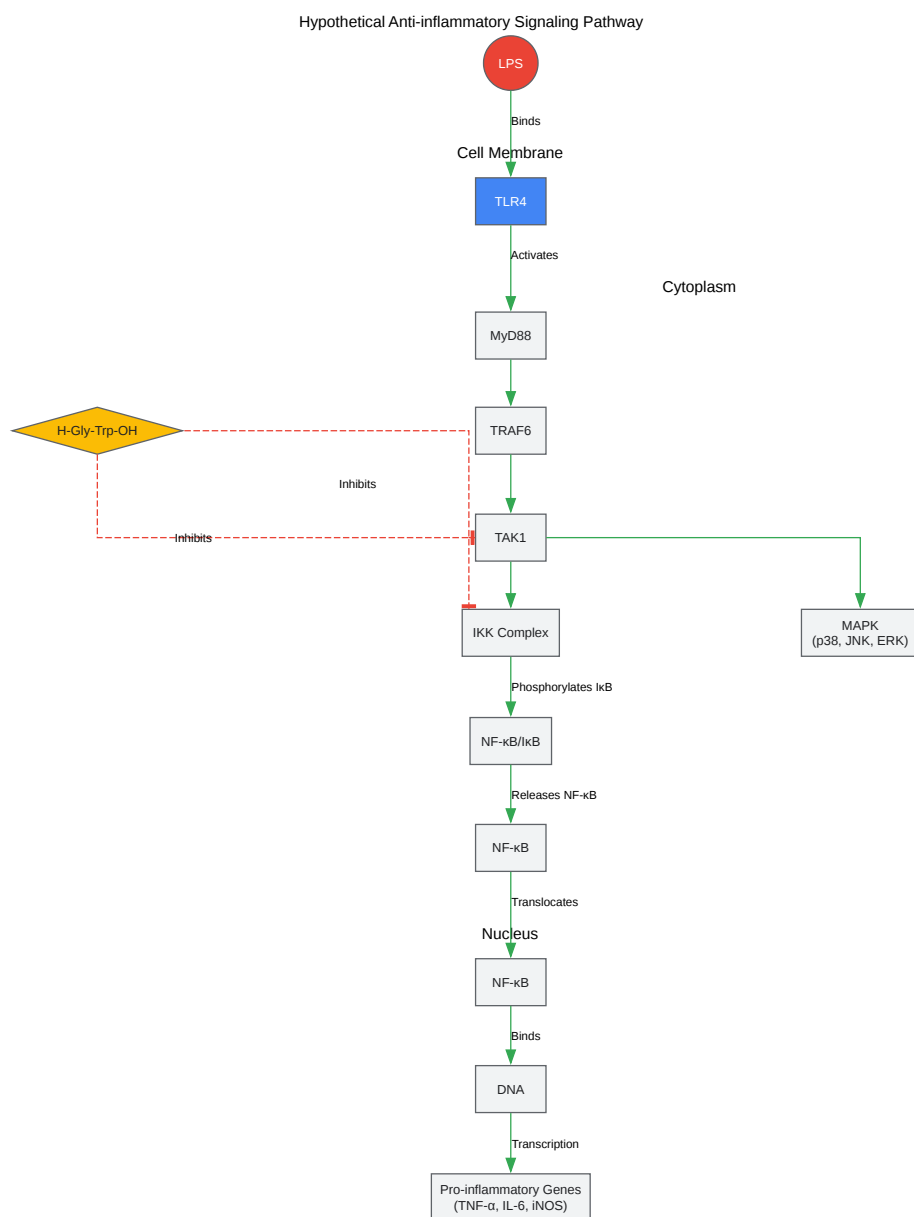 Hypothetical Anti-inflammatory Signaling Pathway
LPS
Binds
Cell Membrane
TLR4
Activates
Cytoplasm
MyD88
H-Gly-Trp-OH
TRAF6
Inhibits
Inhibits
TAK1
IKK Complex
MAPK
(p38, JNK, ERK)
Phosphorylates IκB
NF-κB/IκB
Releases NF-κB
NF-κB
Translocates
Nucleus
NF-κB
Binds
DNA
Transcription
Pro-inflammatory Genes
(TNF-α, IL-6, iNOS)